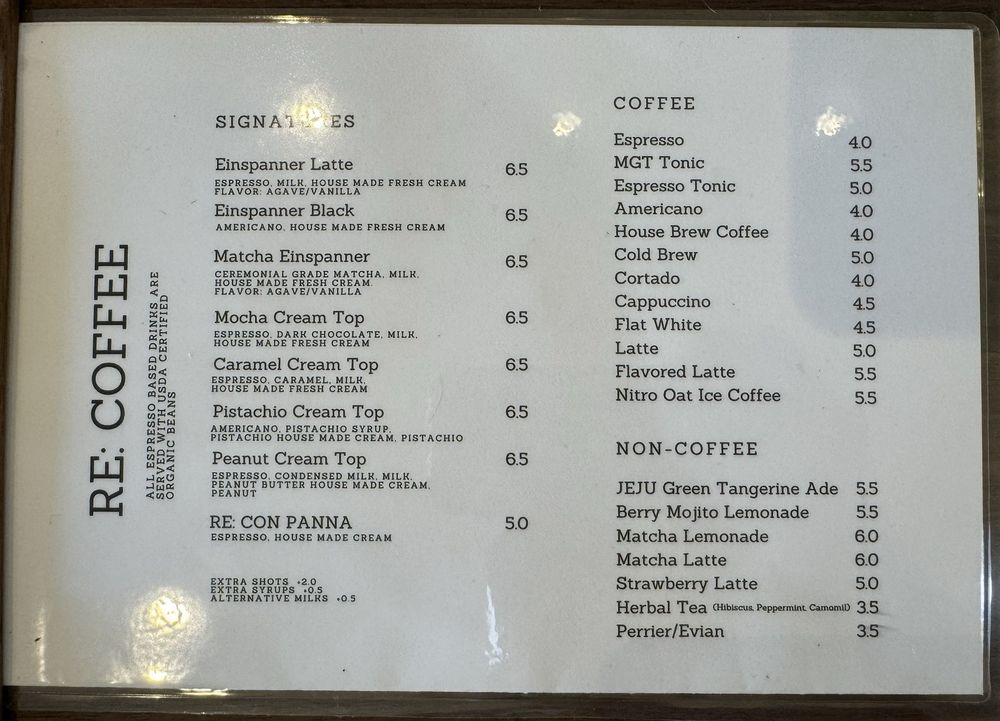 RE: COFFEE
ALL ESPRESSO BASED DRINKS ARE
SERVED WITH USDA CERTIFIED
ORGANIC BEANS
Einspanner Latte 6.5
ESPRESSO, MILK, HOUSE MADE FRESH CREAM
FLAVOR: AGAVE/VANILLA
Einspanner Black 6.5
AMERICANO, HOUSE MADE FRESH CREAM
Matcha Einspanner 6.5
CEREMONIAL GRADE MATCHA, MILK,
HOUSE MADE FRESH CREAM.
FLAVOR: AGAVE/VANILLA
Mocha Cream Top 6.5
ESPRESSO, DARK CHOCOLATE, MILK,
HOUSE MADE FRESH CREAM
Caramel Cream Top 6.5
ESPRESSO, CARAMEL, MILK,
HOUSE MADE FRESH CREAM
Pistachio Cream Top 6.5
AMERICANO, PISTACHIO SYRUP,
PISTACHIO HOUSE MADE CREAM, PISTACHIO
Peanut Cream Top 6.5
ESPRESSO, CONDENSED MILK, MILK,
PEANUT BUTTER HOUSE MADE CREAM,
PEANUT
RE: CON PANNA 5.0
ESPRESSO, HOUSE MADE CREAM
EXTRA SHOTS +2.0
EXTRA SYRUPS +0.5
ALTERNATIVE MILKS +0.5
COFFEE
Espresso 4.0
MGT Tonic 5.5
Espresso Tonic 5.0
Americano 4.0
House Brew Coffee 4.0
Cold Brew 5.0
Cortado 4.0
Cappuccino 4.5
Flat White 4.5
Latte 5.0
Flavored Latte 5.5
Nitro Oat Ice Coffee 5.5
NON-COFFEE
JEJU Green Tangerine Ade 5.5
Berry Mojito Lemonade 5.5
Matcha Lemonade 6.0
Matcha Latte 6.0
Strawberry Latte 5.0
Herbal Tea (Hibiscus, Peppermint, Camomil) 3.5
Perrier/Evian 3.5